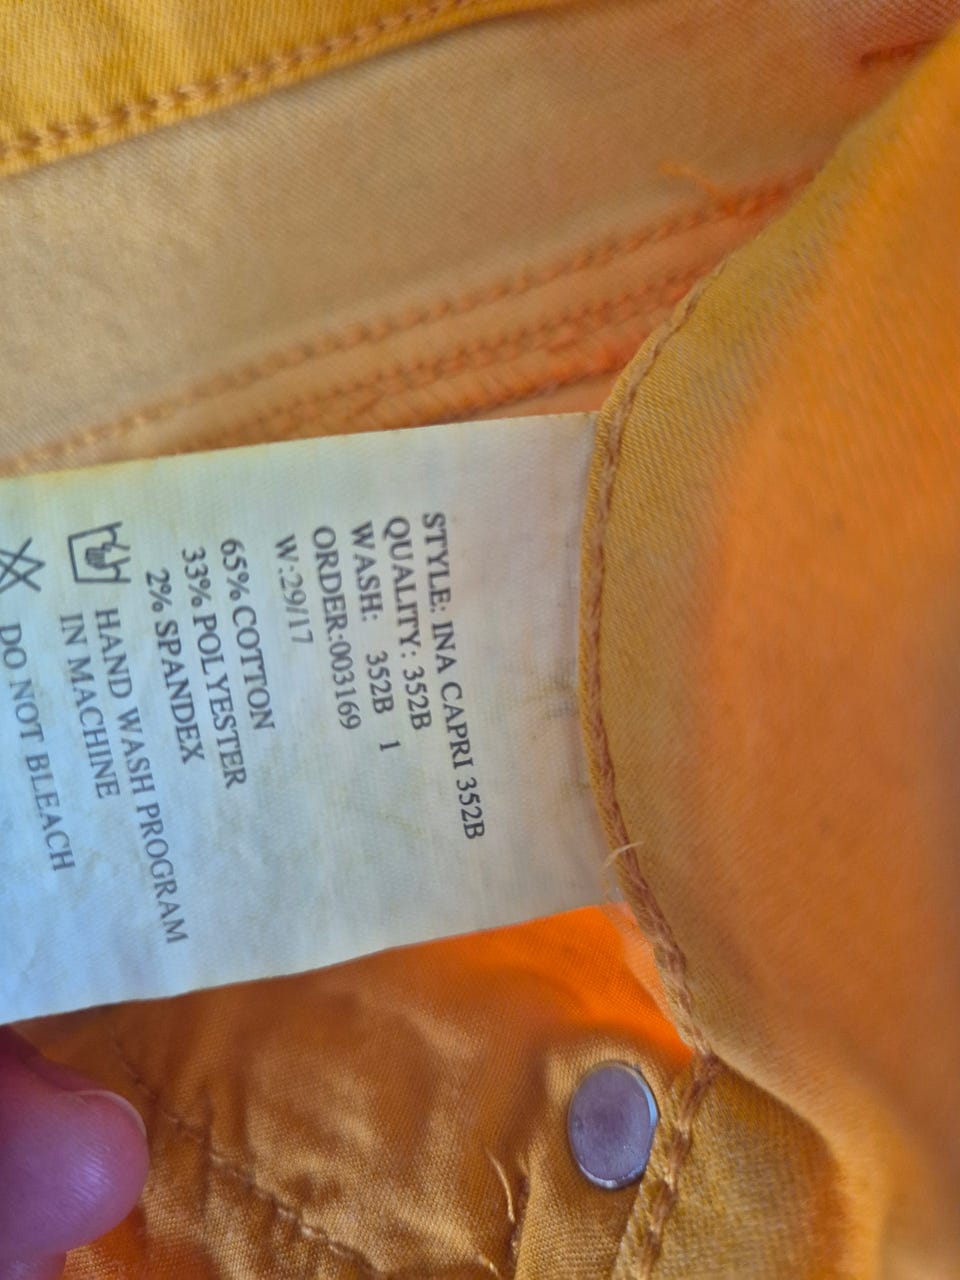 STYLE: INA CAPRI 352B
QUALITY: 352B
WASH: 352B 1
ORDER:003169
W:29/17
65% COTTON
33% POLYESTER
2% SPANDEX
HAND WASH PROGRAM
IN MACHINE
DO NOT BLEACH